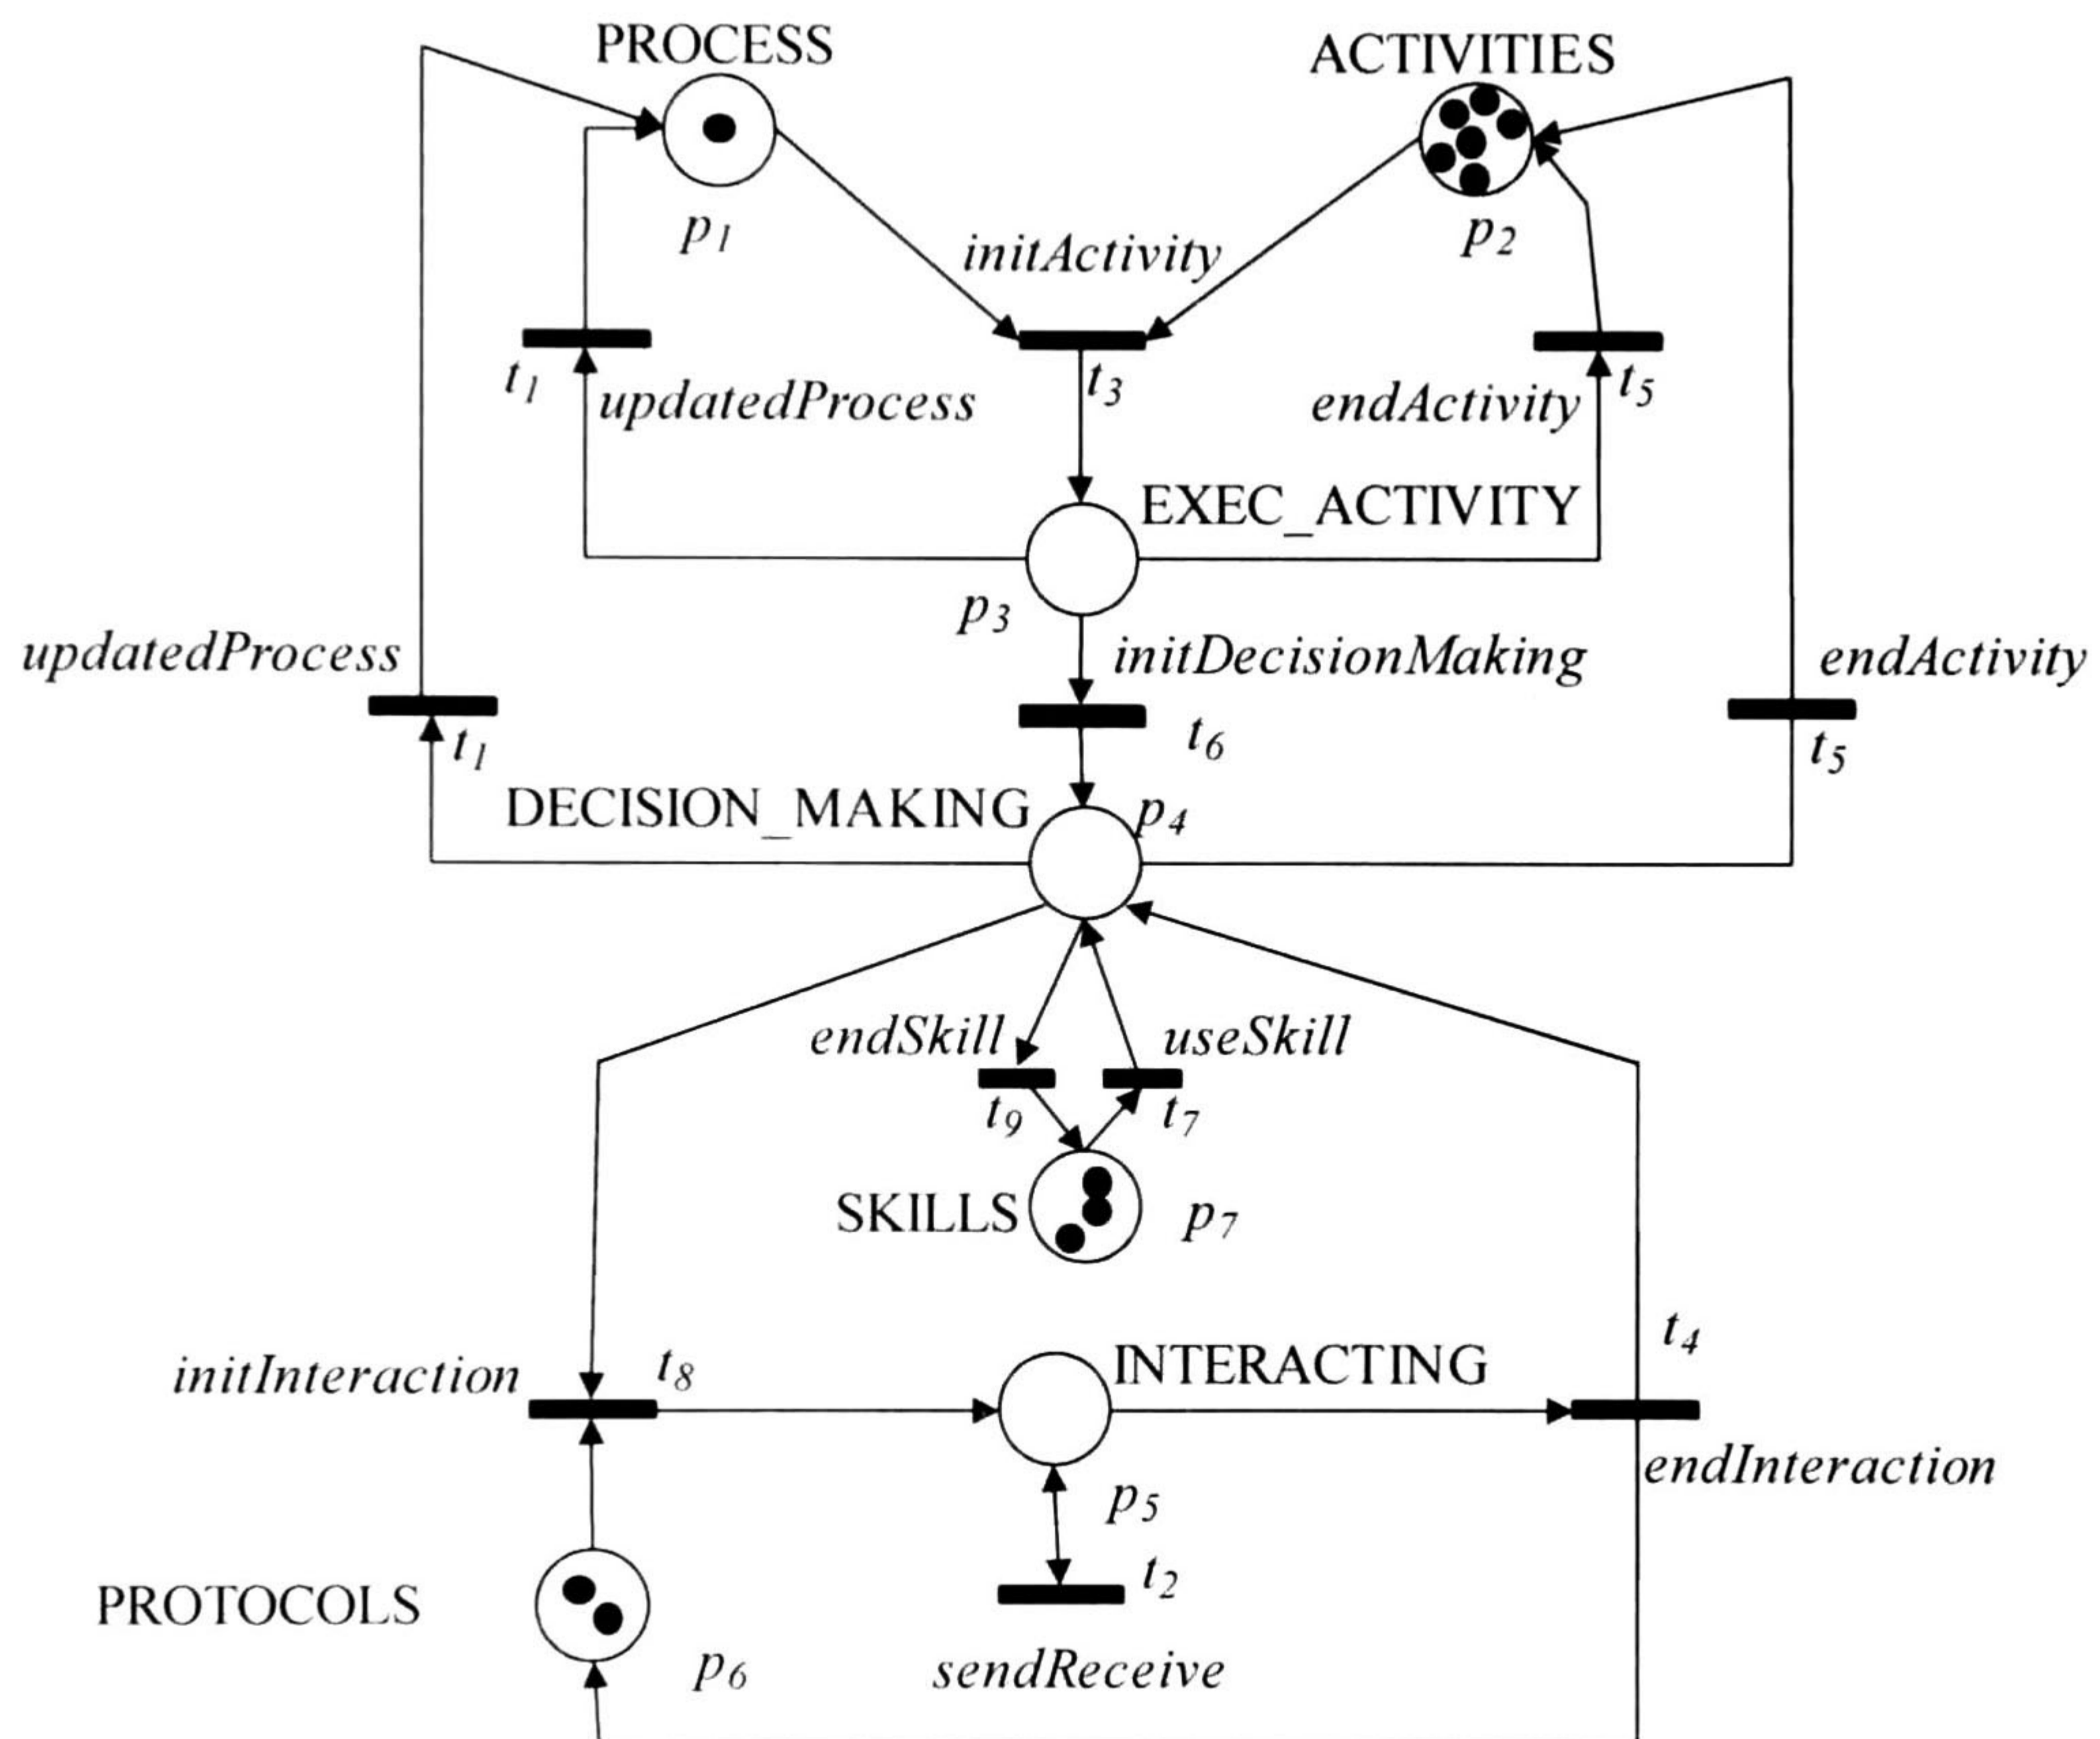 PROCESS
ACTIVITIES
p1
p2
initActivity
t1
updatedProcess
t3
endActivity
t5
EXEC_ACTIVITY
p3
updatedProcess
initDecisionMaking
endActivity
t1
t6
t5
DECISION_MAKING
p4
endSkill
useSkill
t9
t7
SKILLS
p7
t4
initInteraction
t8
INTERACTING
endInteraction
p5
t2
PROTOCOLS
p6
sendReceive